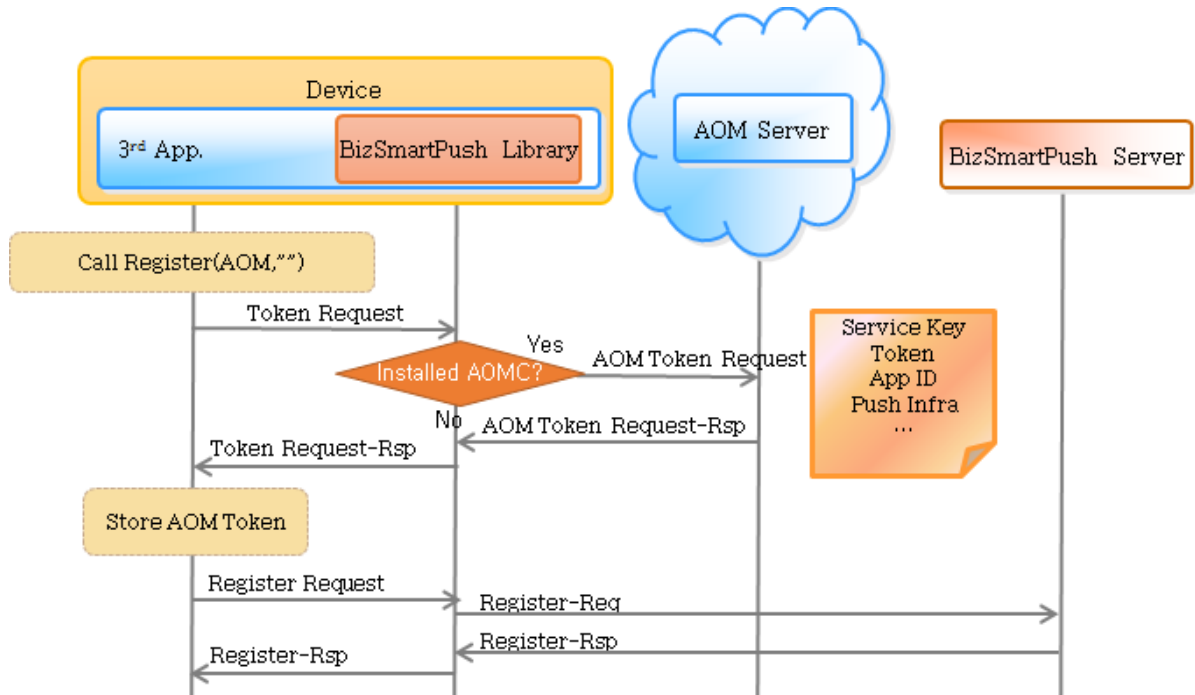 Device
3rd App.
BizSmartPush Library
AOM Server
BizSmartPush Server
Call Register(AOM,"")
Token Request
Yes
Installed AOMC?
AOM Token Request
Service Key
Token
App ID
Push Infra
...
No
AOM Token Request-Rsp
Token Request-Rsp
Store AOM Token
Register Request
Register-Req
Register-Rsp
Register-Rsp